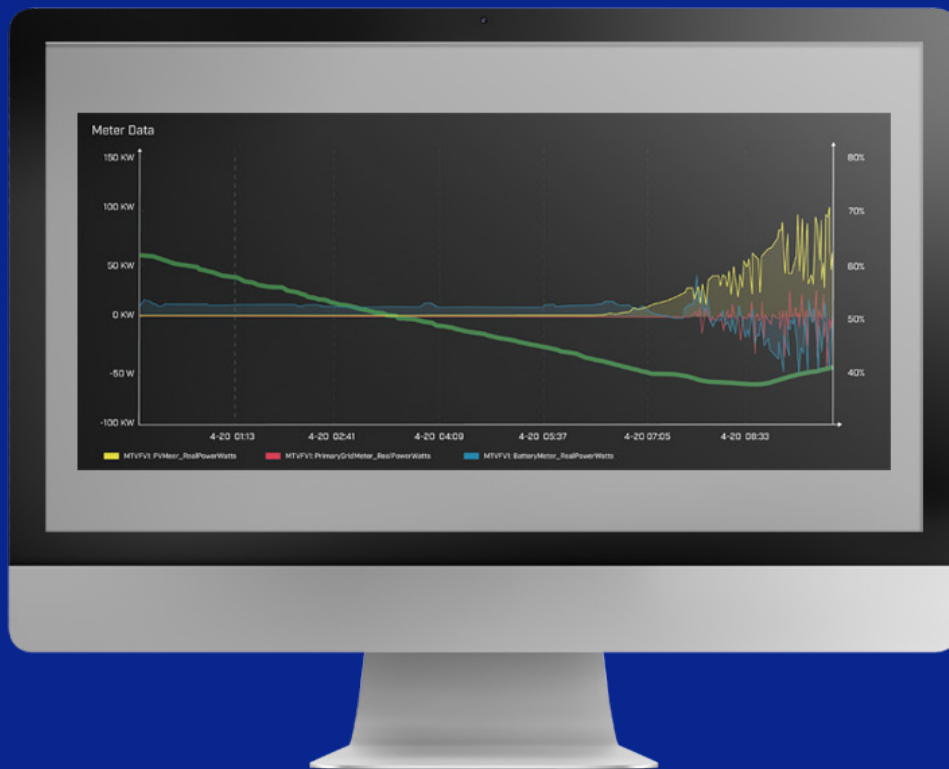 Meter Data
150 KW
100 KW
50 KW
0 KW
-50 W
-100 KW
80%
70%
60%
50%
40%
4-20 01:13
4-20 02:41
4-20 04:09
4-20 05:37
4-20 07:05
4-20 08:33
MTVFV1: PVMeer_RealPowerWatts
MTVFV1: PrimaryGridMeter_RealPowerWatts
MTVFV1: BatteryMeter_RealPowerWatts